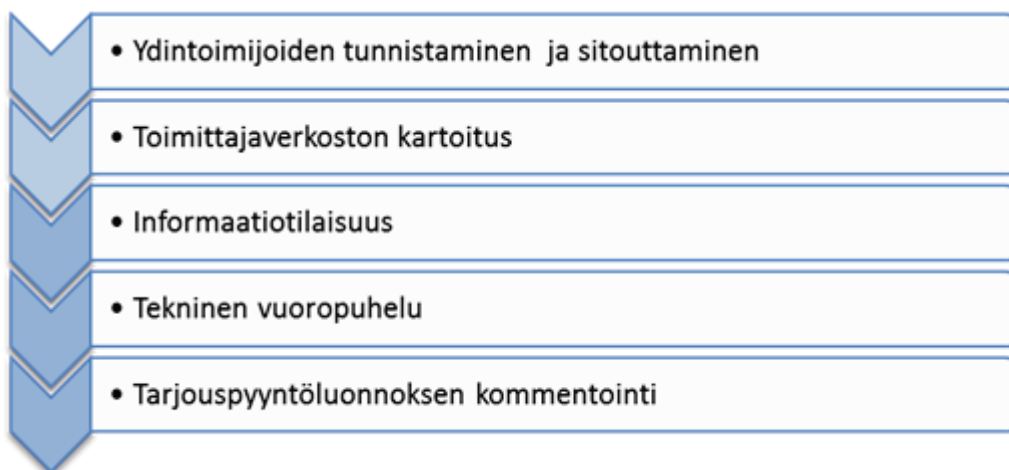 • Ydintoimijoiden tunnistaminen ja sitouttaminen
• Toimittajaverkoston kartoitus
• Informaatiotilaisuus
• Tekninen vuoropuhelu
• Tarjouspyyntöluonnoksen kommentointi